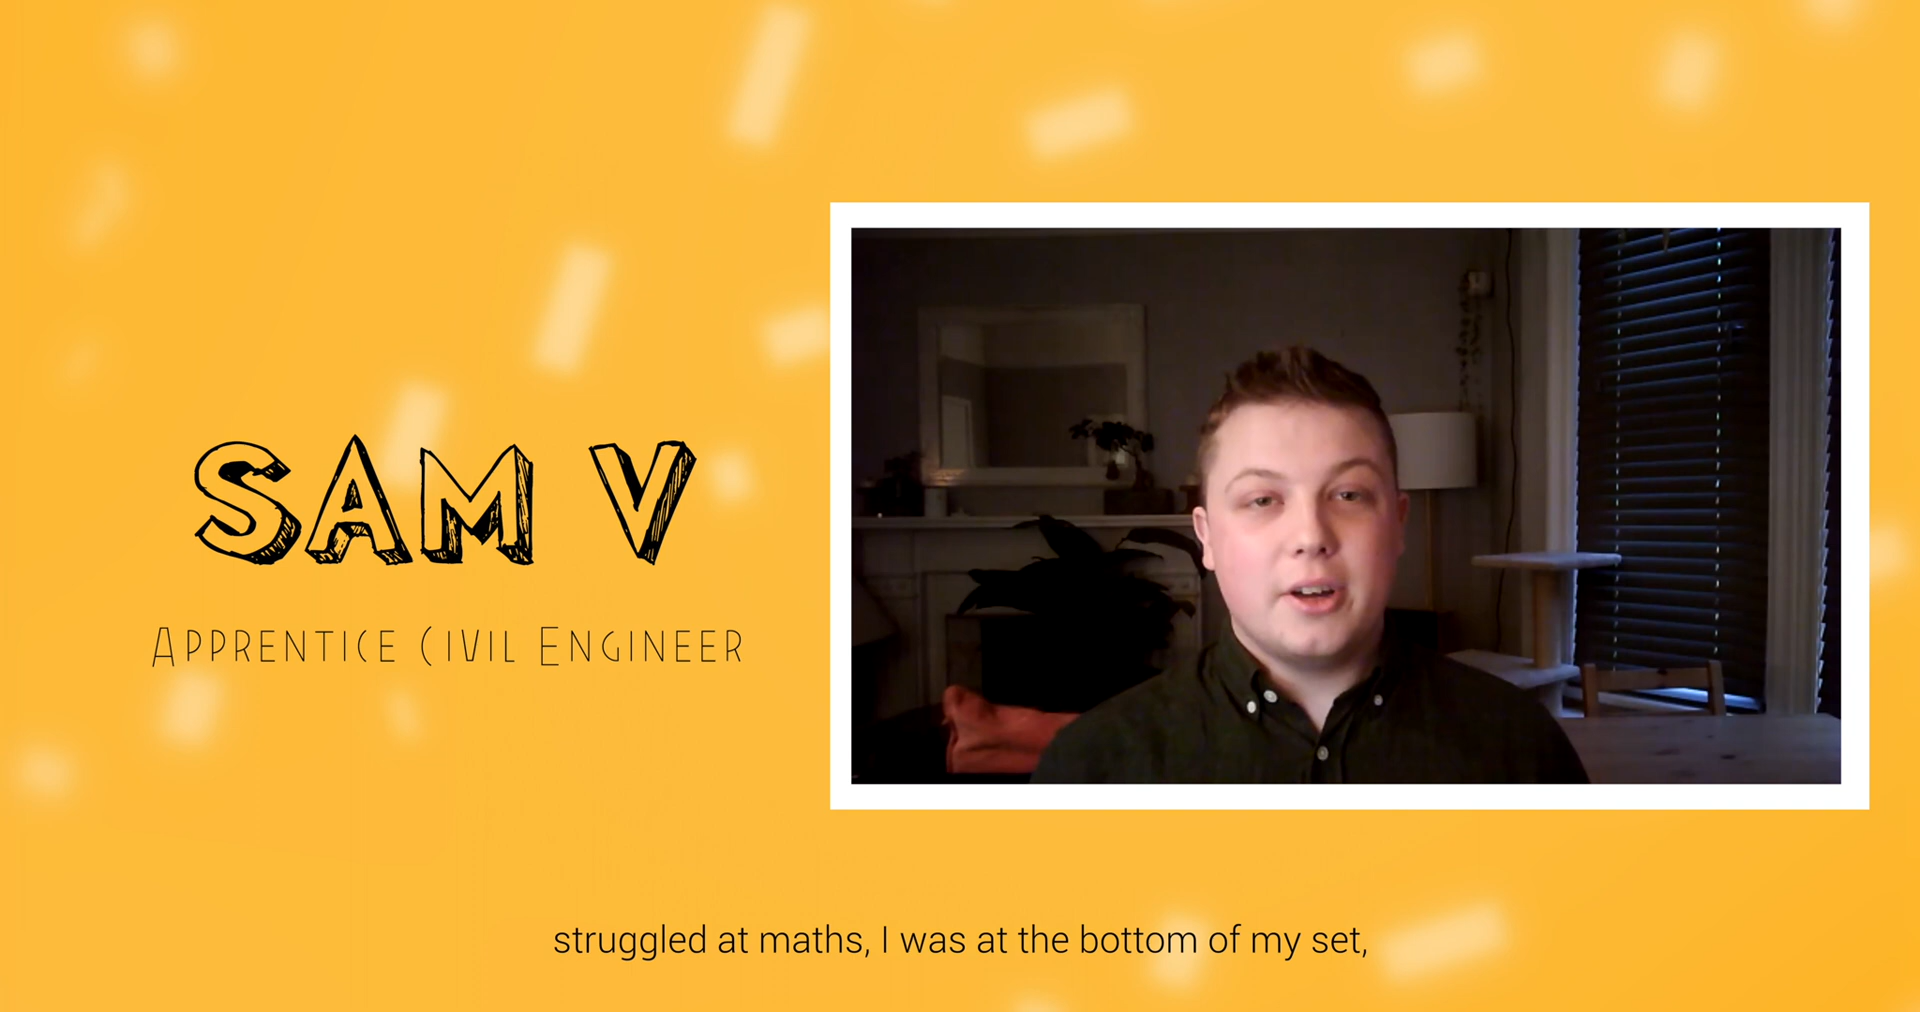 SAM V
APPRENTICE CIVIL ENGINEER
struggled at maths, I was at the bottom of my set,